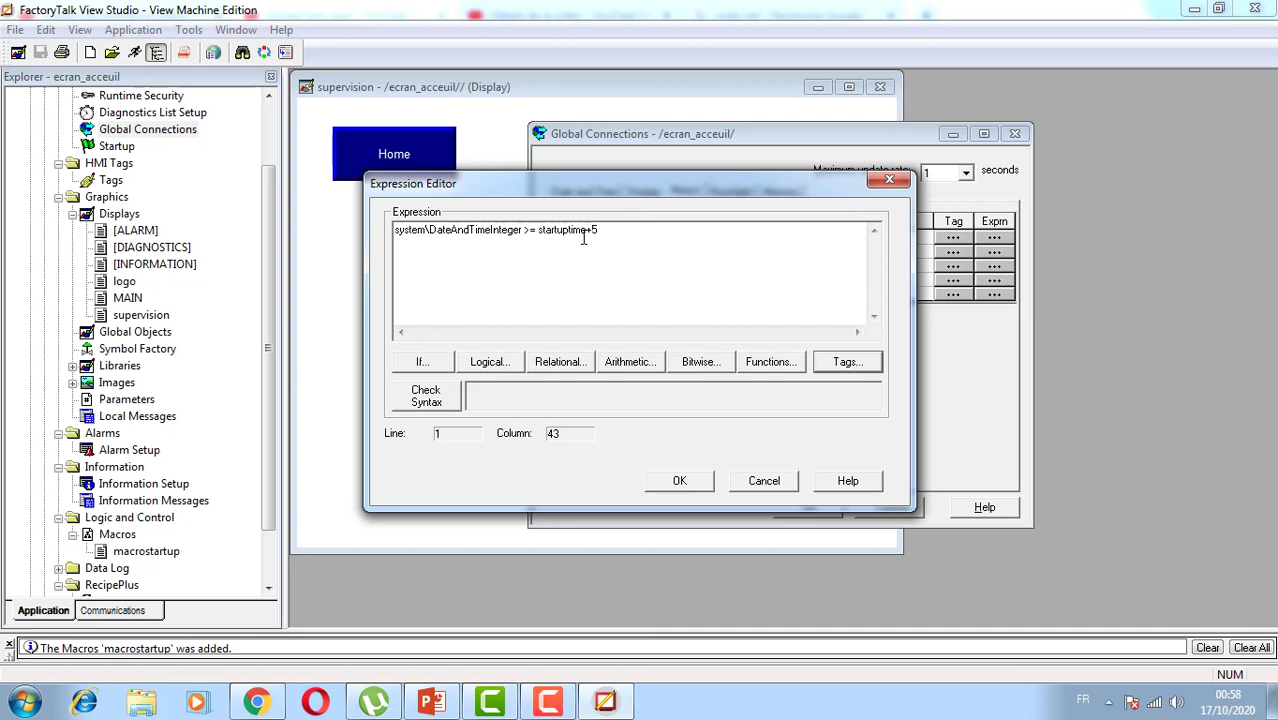 FactoryTalk View Studio - View Machine Edition
File Edit View Application Tools Window Help
Explorer - ecran_acceuil
Runtime Security
Diagnostics List Setup
Global Connections
Startup
HMI Tags
Tags
Graphics
Displays
[ALARM]
[DIAGNOSTICS]
[INFORMATION]
logo
MAIN
supervision
Global Objects
Symbol Factory
Libraries
Images
Parameters
Local Messages
Alarms
Alarm Setup
Information
Information Setup
Information Messages
Logic and Control
Macros
macrostartup
Data Log
RecipePlus
Application Communications
supervision - /ecran_acceuil// (Display)
Home
Global Connections - /ecran_acceuil/
Maximum update rate: 1 seconds
Tag Exprn
Help
Expression Editor
Expression
system\DateAndTimeInteger >= startuptime+5
If... Logical... Relational... Arithmetic... Bitwise... Functions... Tags...
Check Syntax
Line: 1 Column: 43
OK Cancel Help
The Macros 'macrostartup' was added.
Clear Clear All
NUM
FR
00:58
17/10/2020